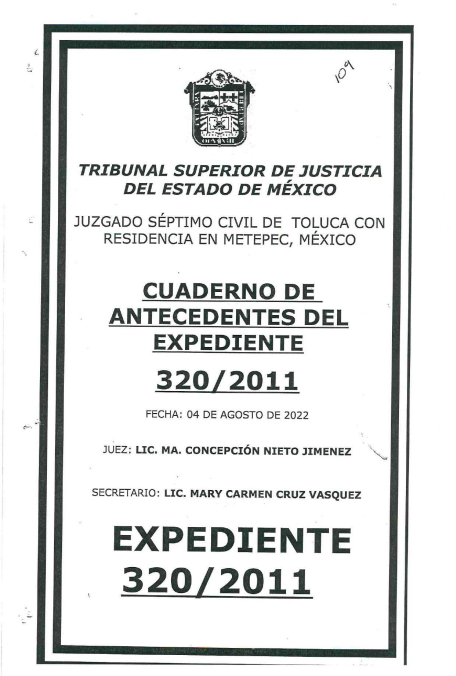 109
TRIBUNAL SUPERIOR DE JUSTICIA
DEL ESTADO DE MÉXICO
JUZGADO SÉPTIMO CIVIL DE TOLUCA CON
RESIDENCIA EN METEPEC, MÉXICO
CUADERNO DE
ANTECEDENTES DEL
EXPEDIENTE
320/2011
FECHA: 04 DE AGOSTO DE 2022
JUEZ: LIC. MA. CONCEPCIÓN NIETO JIMENEZ
SECRETARIO: LIC. MARY CARMEN CRUZ VASQUEZ
EXPEDIENTE
320/2011